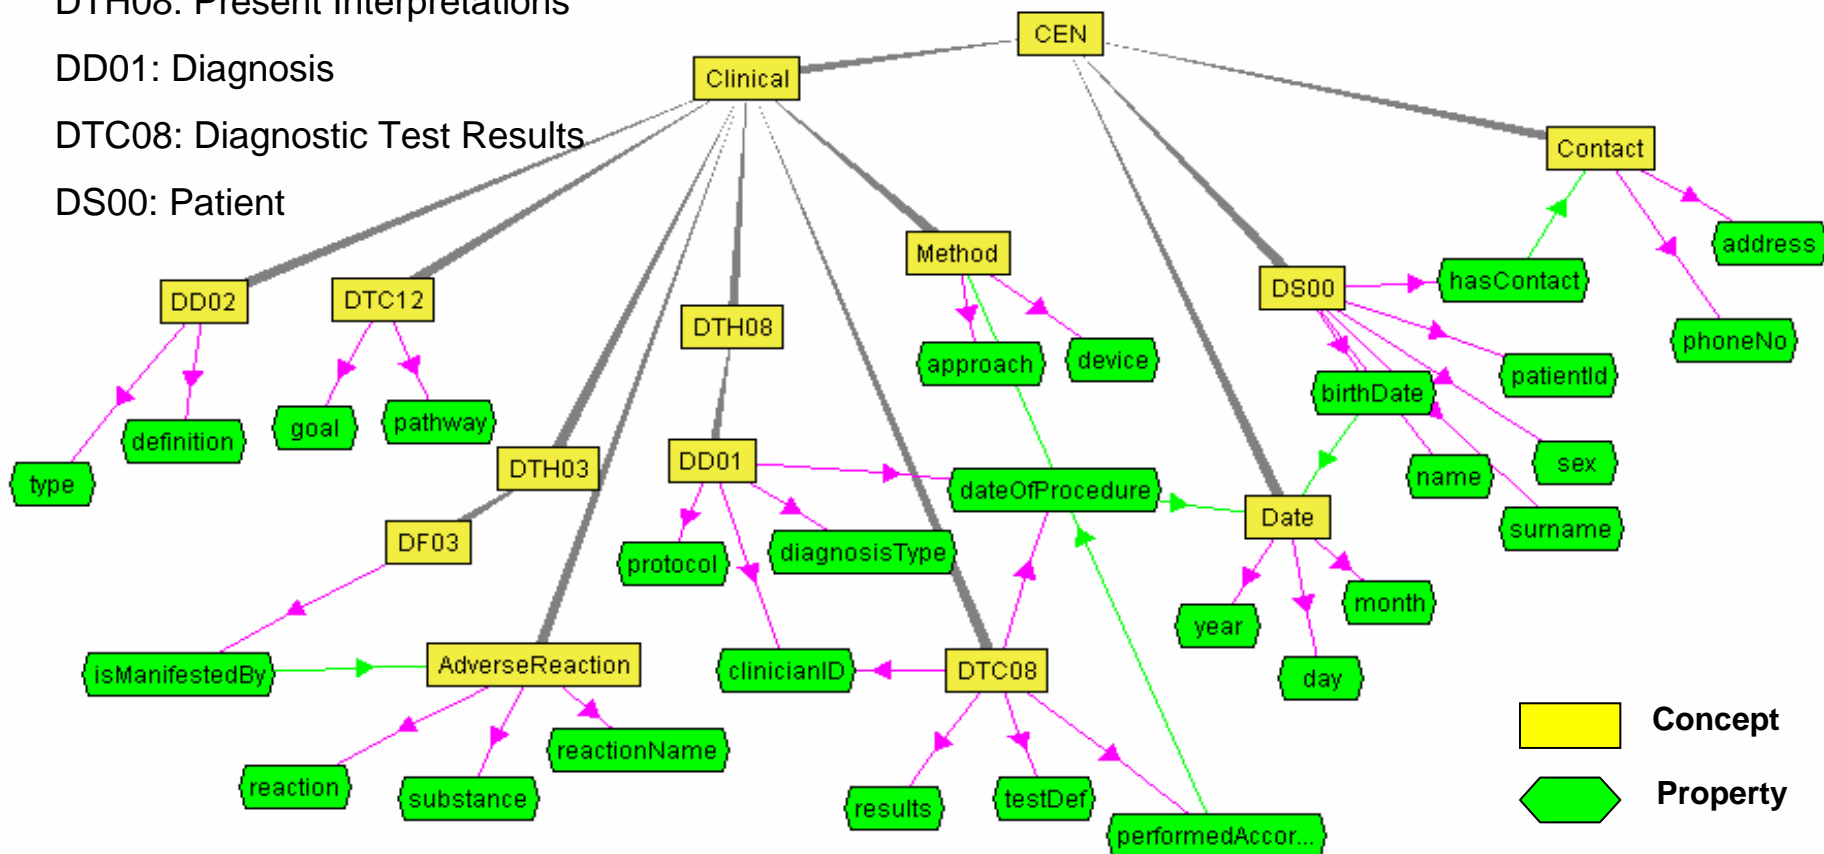 DTH08: Present Interpretations
DD01: Diagnosis
DTC08: Diagnostic Test Results
DS00: Patient
CEN
Clinical
Contact
Method
address
DD02
DTC12
DTH08
DS00
hasContact
phoneNo
approach
device
patientId
birthDate
type
definition
goal
pathway
DTH03
DD01
dateOfProcedure
name
sex
Date
surname
DF03
protocol
diagnosisType
year
month
day
isManifestedBy
AdverseReaction
clinicianID
DTC08
reaction
substance
reactionName
results
testDef
performedAccor...
Concept
Property